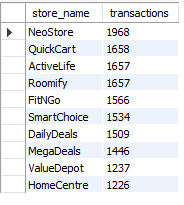 store_name transactions
NeoStore 1968
QuickCart 1658
ActiveLife 1657
Roomify 1657
FitNGo 1566
SmartChoice 1534
DailyDeals 1509
MegaDeals 1446
ValueDepot 1237
HomeCentre 1226